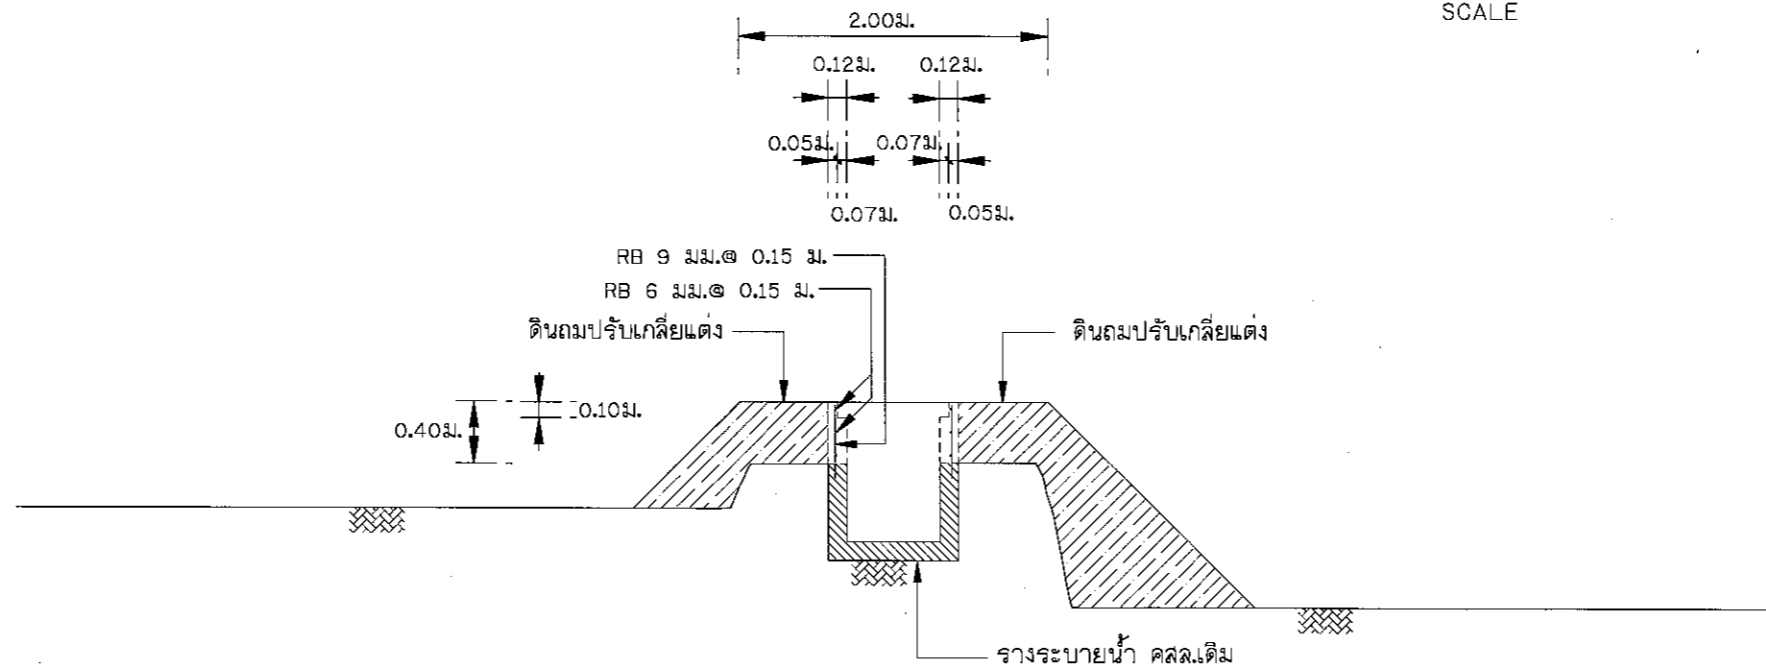 SCALE
2.00ม.
0.12ม. 0.12ม.
0.05ม. 0.07ม.
0.07ม. 0.05ม.
RB 9 มม.@ 0.15 ม.
RB 6 มม.@ 0.15 ม.
ดินถมปรับเกลี่ยแต่ง ดินถมปรับเกลี่ยแต่ง
0.10ม.
0.40ม.
รางระบายน้ำ คสล.เดิม